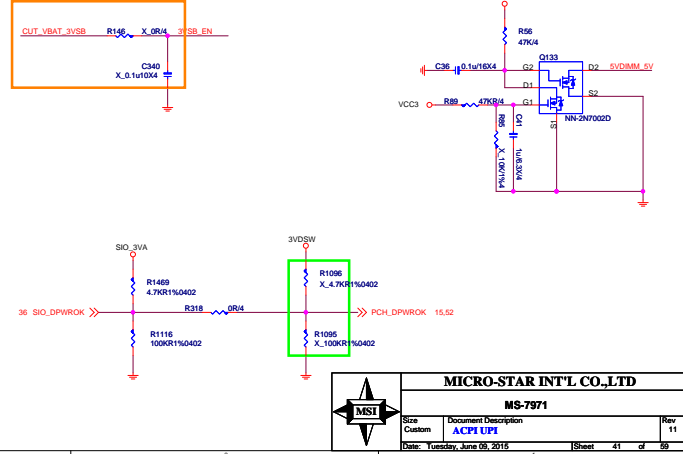 CUT_VBAT_3VSB R146 X_0R/4 3VSB_EN
C340
X_0.1u10X4
R56
47K/4
Q133
C36 0.1u/16X4 G2 D2 5VDIMM_5V
D1 S2
VCC3 R89 47KR/4 G1
NN-2N7002D
S1
R85
X_10K/1%4
C41
1u/6.3X/4
SIO_3VA
R1469
4.7KR1%0402
36 SIO_DPWROK R318 0R/4
R1116
100KR1%0402
3VDSW
R1096
X_4.7KR1%0402
PCH_DPWROK 15,52
R1095
X_100KR1%0402
MSI
MICRO-STAR INT'L CO.,LTD
MS-7971
Size Document Description Rev
Custom ACPI UPI 11
Date: Tuesday, June 09, 2015 Sheet 41 of 59